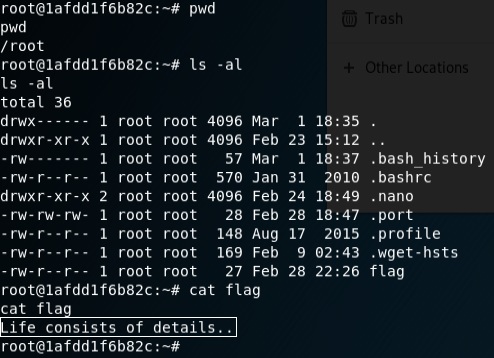 root@1afdd1f6b82c:~# pwd
pwd
/root
root@1afdd1f6b82c:~# ls -al
ls -al
total 36
drwx------ 1 root root 4096 Mar  1 18:35 .
drwxr-xr-x 1 root root 4096 Feb 23 15:12 ..
-rw------- 1 root root   57 Mar  1 18:37 .bash_history
-rw-r--r-- 1 root root  570 Jan 31  2010 .bashrc
drwxr-xr-x 2 root root 4096 Feb 24 18:49 .nano
-rw-rw-rw- 1 root root   28 Feb 28 18:47 .port
-rw-r--r-- 1 root root  148 Aug 17  2015 .profile
-rw-r--r-- 1 root root  169 Feb  9 02:43 .wget-hsts
-rw-r--r-- 1 root root   27 Feb 28 22:26 flag
root@1afdd1f6b82c:~# cat flag
cat flag
Life consists of details..
root@1afdd1f6b82c:~#
Trash
+ Other Locations